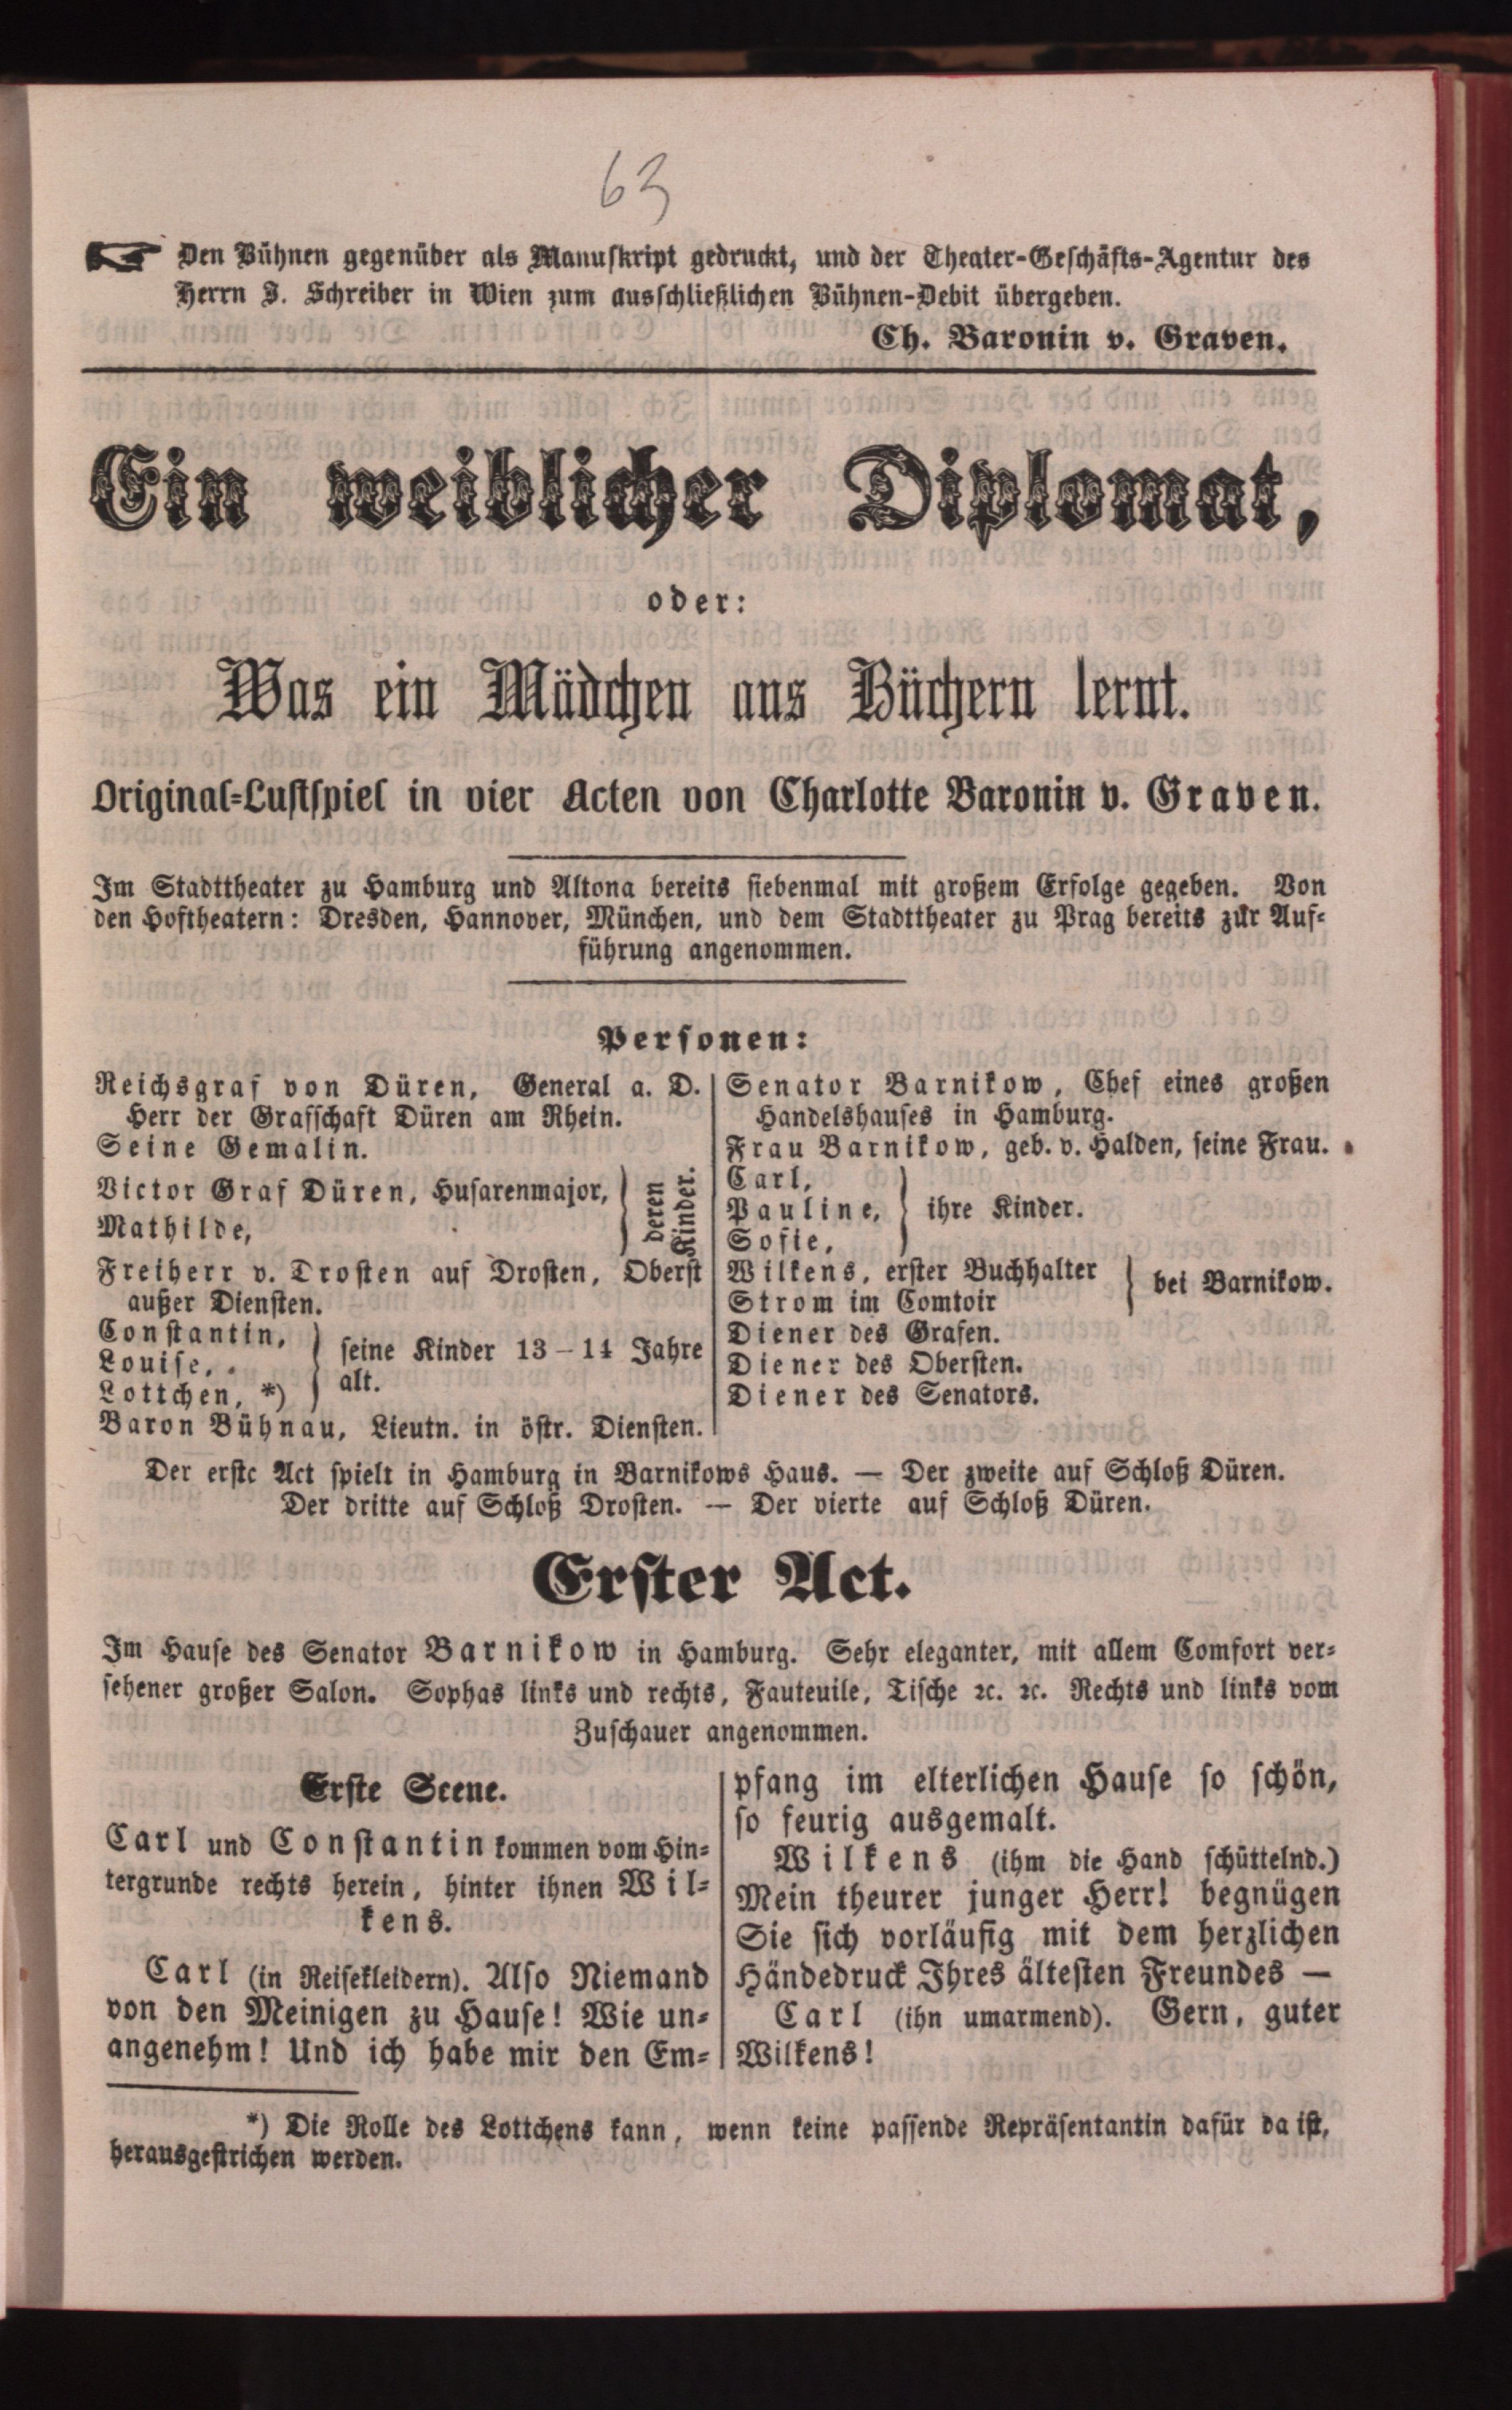 63
Den Bühnen gegenüber als Manuskript gedruckt, und der Theater-Geschäfts-Agentur des
Herrn J. Schreiber in Wien zum ausschließlichen Bühnen-Debit übergeben.
Ch. Baronin v. Graven.
Ein weiblicher Diplomat,
oder:
Was ein Mädchen aus Büchern lernt.
Original-Lustspiel in vier Acten von Charlotte Baronin v. Graven.
Im Stadttheater zu Hamburg und Altona bereits siebenmal mit großem Erfolge gegeben. Von
den Hoftheatern: Dresden, Hannover, München, und dem Stadttheater zu Prag bereits zur Auf-
führung angenommen.
Personen:
Reichsgraf von Düren, General a. D.
Herr der Grafschaft Düren am Rhein.
Seine Gemalin.
Victor Graf Düren, Husarenmajor,
Mathilde,
deren
Kinder.
Freiherr v. Drosten auf Drosten, Oberst
außer Diensten.
Constantin,
Louise,
Lottchen, *)
seine Kinder 13–14 Jahre
alt.
Baron Bühnau, Lieutn. in östr. Diensten.
Senator Barnikow, Chef eines großen
Handelshauses in Hamburg.
Frau Barnikow, geb. v. Halden, seine Frau.
Carl,
Pauline,
Sofie,
ihre Kinder.
Wilkens, erster Buchhalter
Strom im Comtoir
bei Barnikow.
Diener des Grafen.
Diener des Obersten.
Diener des Senators.
Der erste Act spielt in Hamburg in Barnikows Haus. — Der zweite auf Schloß Düren.
Der dritte auf Schloß Drosten. — Der vierte auf Schloß Düren.
Erster Act.
Im Hause des Senator Barnikow in Hamburg. Sehr eleganter, mit allem Comfort ver-
sehener großer Salon. Sophas links und rechts, Fauteuile, Tische ꝛc. ꝛc. Rechts und links vom
Zuschauer angenommen.
Erste Scene.
Carl und Constantin kommen vom Hin-
tergrunde rechts herein, hinter ihnen Wil-
kens.
Carl (in Reisekleidern). Also Niemand
von den Meinigen zu Hause! Wie un-
angenehm! Und ich habe mir den Em-
pfang im elterlichen Hause so schön,
so feurig ausgemalt.
Wilkens (ihm die Hand schüttelnd.)
Mein theurer junger Herr! begnügen
Sie sich vorläufig mit dem herzlichen
Händedruck Ihres ältesten Freundes —
Carl (ihn umarmend). Gern, guter
Wilkens!
*) Die Rolle des Lottchens kann, wenn keine passende Repräsentantin dafür da ist,
herausgestrichen werden.